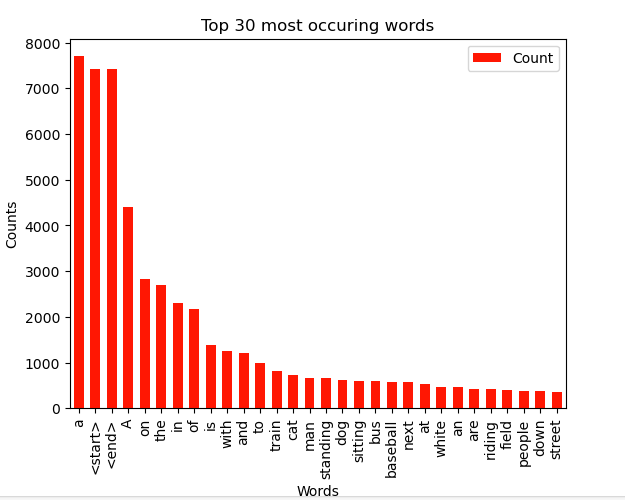 Top 30 most occuring words
Count
8000
7000
6000
5000
4000
3000
2000
1000
0
Counts
a
<start>
<end>
A
on
the
in
of
is
with
and
to
train
cat
man
standing
dog
sitting
bus
baseball
next
at
white
an
are
riding
field
people
down
street
Words